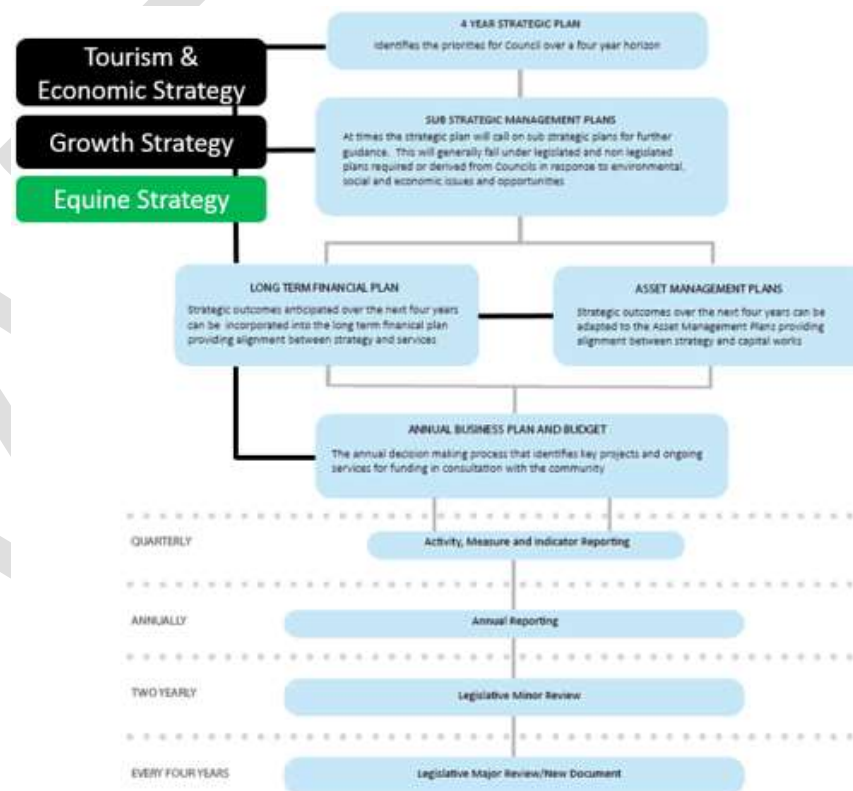 4 YEAR STRATEGIC PLAN
Identifies the priorities for Council over a four year horizon
Tourism &
Economic Strategy
Growth Strategy
Equine Strategy
SUB STRATEGIC MANAGEMENT PLANS
At times the strategic plan will call on sub strategic plans for further
guidance. This will generally fall under legislated and non legislated
plans required or derived from Councils in response to environmental,
social and economic issues and opportunities
LONG TERM FINANCIAL PLAN
Strategic outcomes anticipated over the next four years
can be incorporated into the long term finanical plan
providing alignment between strategy and services
ASSET MANAGEMENT PLANS
Strategic outcomes over the next four years can be
adapted to the Asset Management Plans providing
alignment between strategy and capital works
ANNUAL BUSINESS PLAN AND BUDGET
The annual decision making process that identifies key projects and ongoing
services for funding in consultation with the community
QUARTERLY
Activity, Measure and Indicator Reporting
ANNUALLY
Annual Reporting
TWO YEARLY
Legislative Minor Review
EVERY FOUR YEARS
Legislative Major Review/New Document